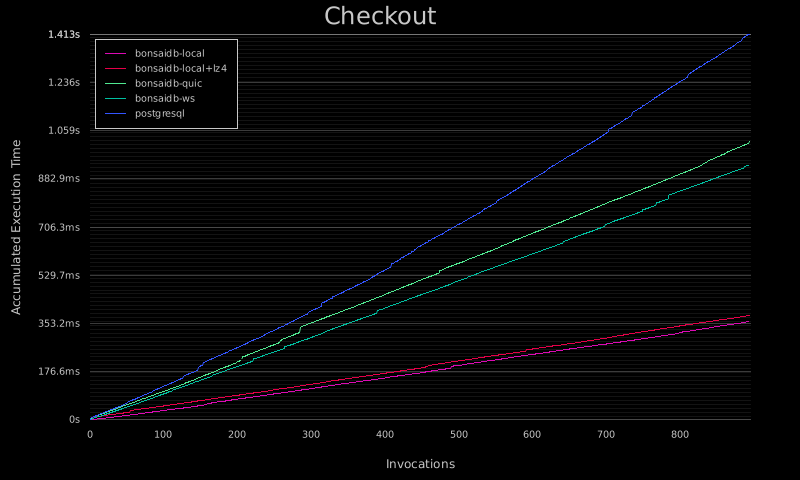 Checkout
1.413s
bonsaidb-local
bonsaidb-local+lz4
bonsaidb-quic
bonsaidb-ws
postgresql
1.236s
1.059s
882.9ms
706.3ms
529.7ms
353.2ms
176.6ms
0s
Accumulated Execution Time
0 100 200 300 400 500 600 700 800
Invocations